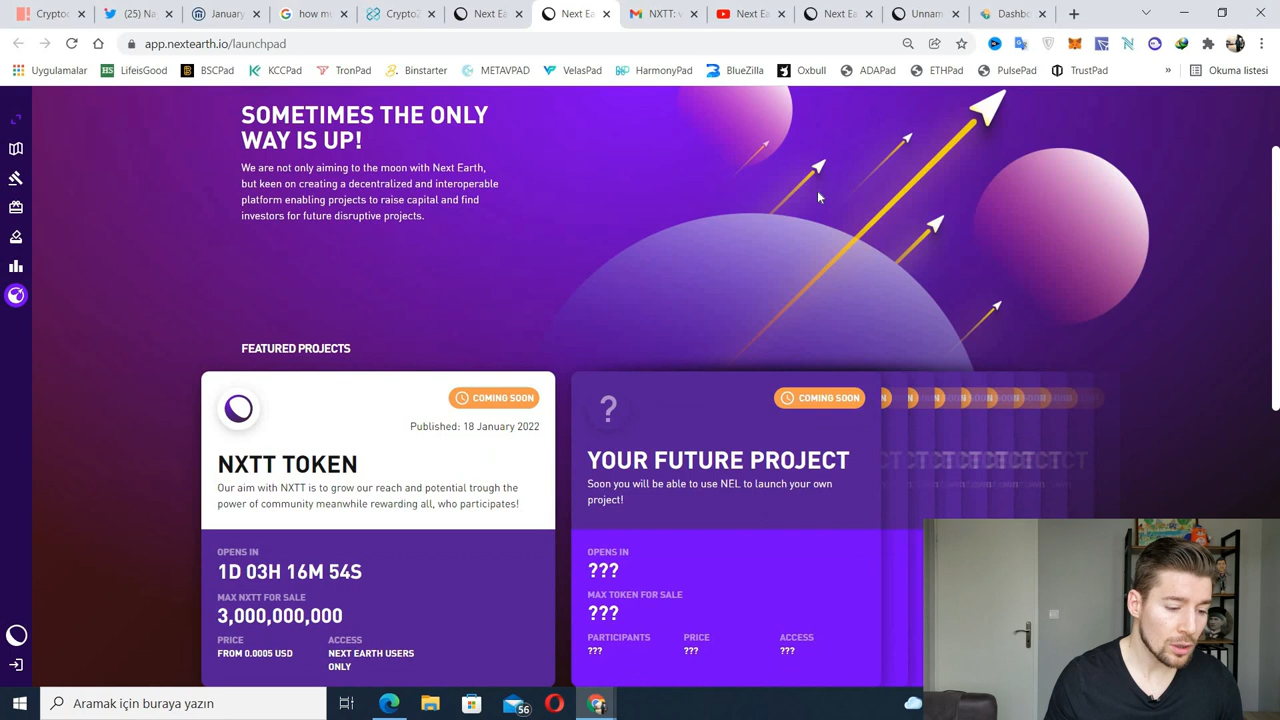 Cryptoc
(25) Na
January
how mu
CryptoZ
Next Ea
Next Ea
NXTT: v
Next Ea
Next Ea
Unnam
Dashbo
app.nextearth.io/launchpad
Uygulamalar
LifeisGood
BSCPad
KCCPad
TronPad
Binstarter
METAVPAD
VelasPad
HarmonyPad
BlueZilla
Oxbull
ADAPad
ETHPad
PulsePad
TrustPad
»
Okuma listesi
SOMETIMES THE ONLY
WAY IS UP!
We are not only aiming to the moon with Next Earth,
but keen on creating a decentralized and interoperable
platform enabling projects to raise capital and find
investors for future disruptive projects.
FEATURED PROJECTS
COMING SOON
Published: 18 January 2022
NXTT TOKEN
Our aim with NXTT is to grow our reach and potential trough the
power of community meanwhile rewarding all, who participates!
OPENS IN
1D 03H 16M 54S
MAX NXTT FOR SALE
3,000,000,000
PRICE ACCESS
FROM 0.0005 USD NEXT EARTH USERS
ONLY
?
COMING SOON
YOUR FUTURE PROJECT
Soon you will be able to use NEL to launch your own
project!
OPENS IN
???
MAX TOKEN FOR SALE
???
PARTICIPANTS PRICE ACCESS
??? ??? ???
Aramak için buraya yazın
56